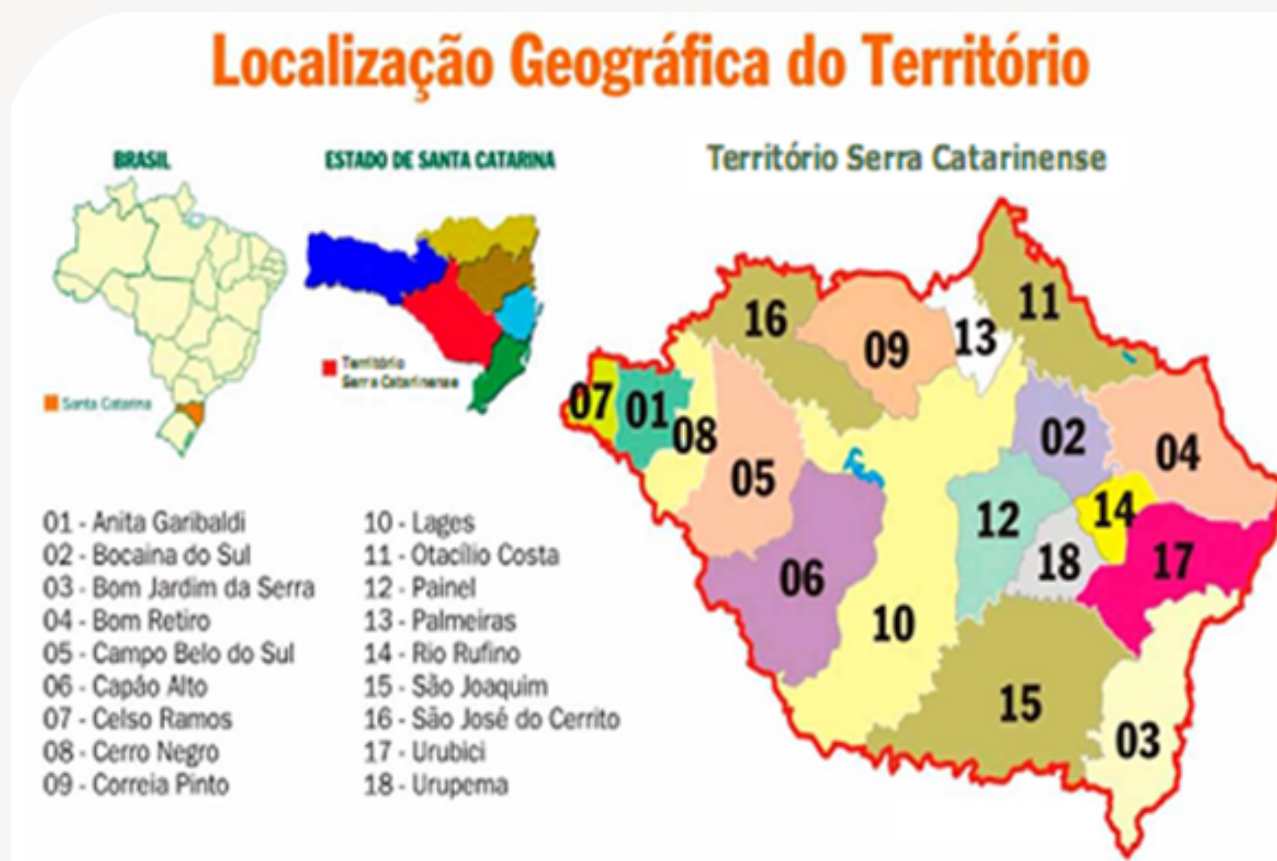 Localização Geográfica do Território
BRASIL
Santa Catarina
ESTADO DE SANTA CATARINA
Território
Serra Catarinense
Território Serra Catarinense
16
09
13
11
07
01
08
05
02
04
12
14
18
17
06
10
15
03
01 - Anita Garibaldi
02 - Bocaina do Sul
03 - Bom Jardim da Serra
04 - Bom Retiro
05 - Campo Belo do Sul
06 - Capão Alto
07 - Celso Ramos
08 - Cerro Negro
09 - Correia Pinto
10 - Lages
11 - Otacílio Costa
12 - Painel
13 - Palmeiras
14 - Rio Rufino
15 - São Joaquim
16 - São José do Cerrito
17 - Urubici
18 - Urupema